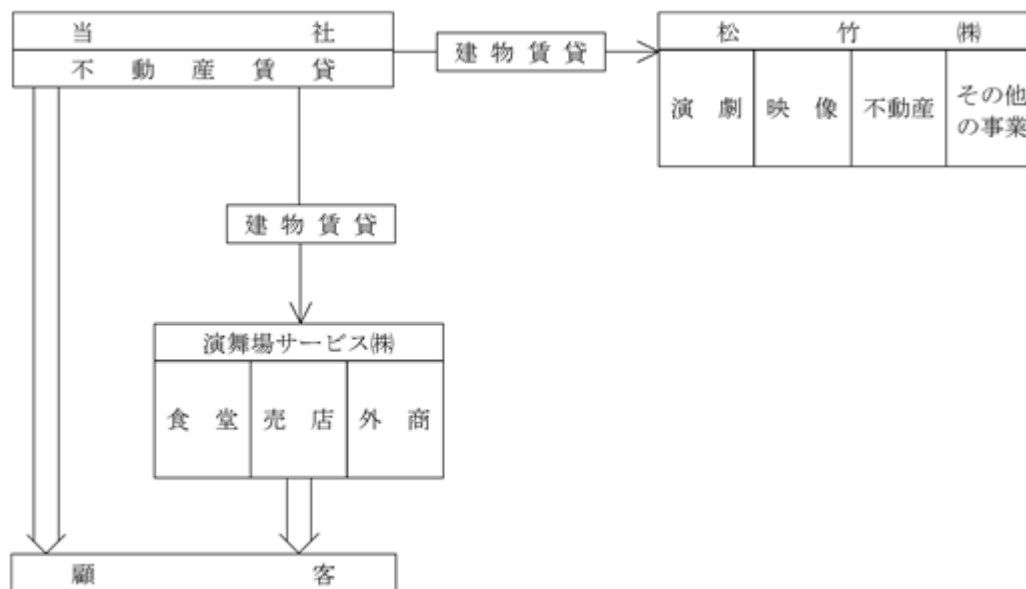 当社
不動産賃貸
建物賃貸
松竹㈱
演劇
映像
不動産
その他
の事業
建物賃貸
演舞場サービス㈱
食堂
売店
外商
顧客